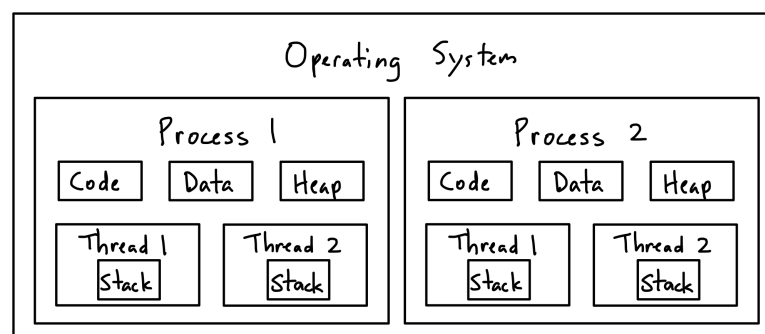 Operating System
Process 1
Code Data Heap
Thread 1 Thread 2
Stack Stack
Process 2
Code Data Heap
Thread 1 Thread 2
Stack Stack